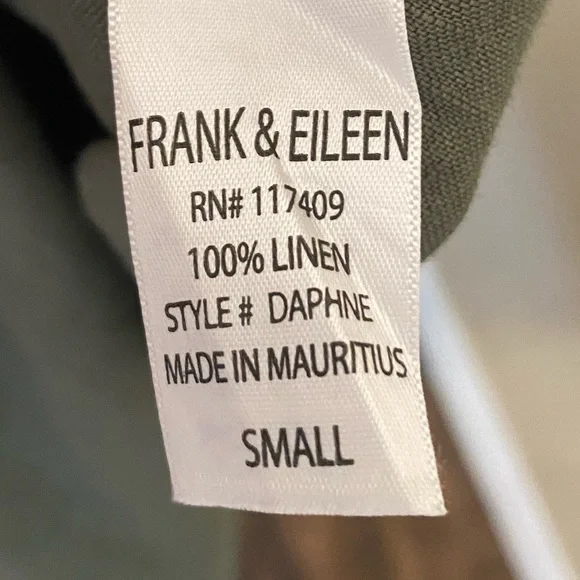 FRANK & EILEEN
RN# 117409
100% LINEN
STYLE # DAPHNE
MADE IN MAURITIUS
SMALL